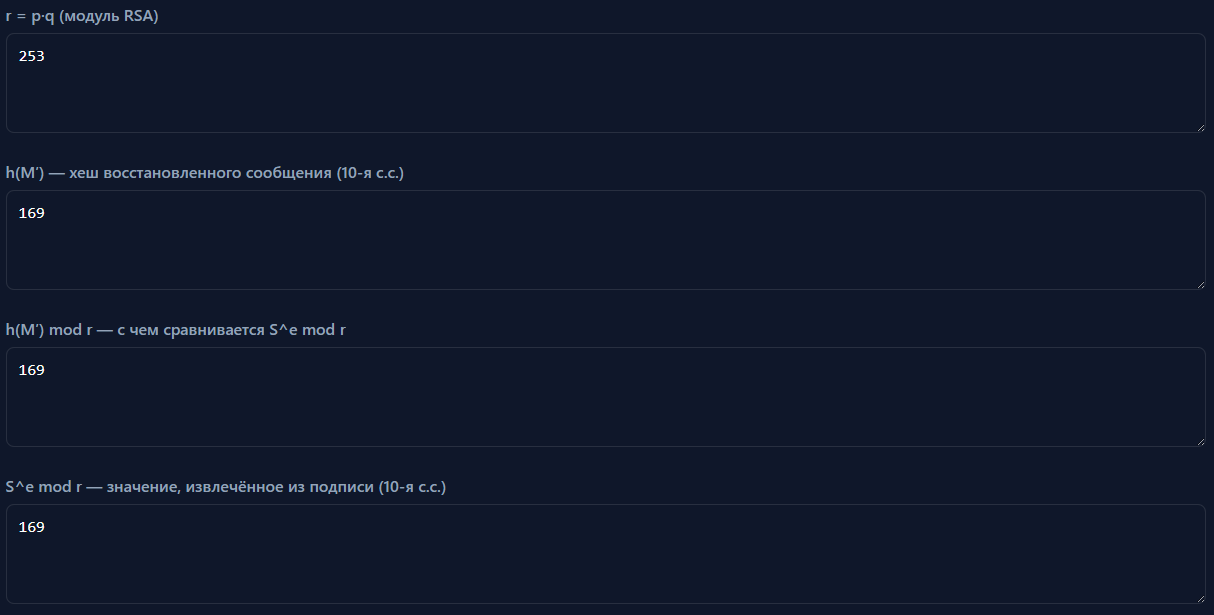 r = p·q (модуль RSA)
253
h(M′) — хеш восстановленного сообщения (10-я с.с.)
169
h(M′) mod r — с чем сравнивается S^e mod r
169
S^e mod r — значение, извлечённое из подписи (10-я с.с.)
169